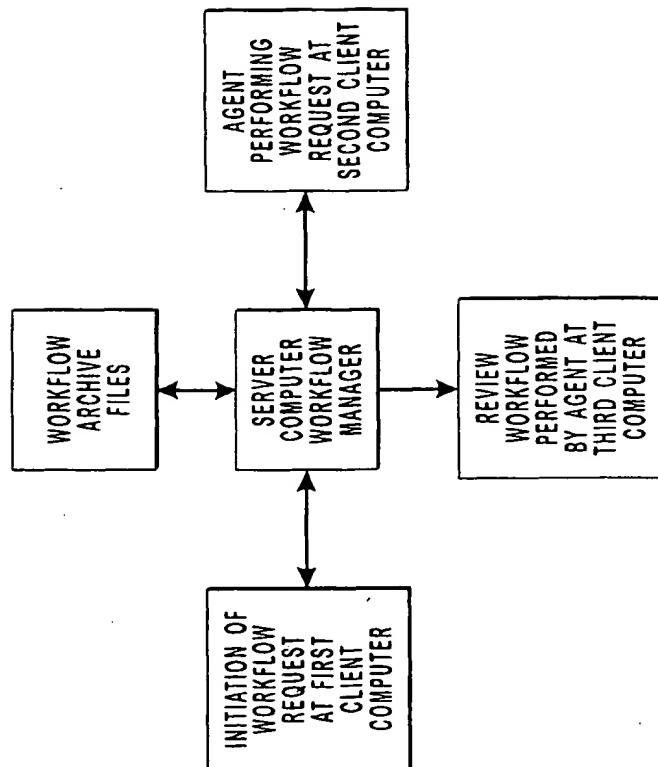 WORKFLOW
ARCHIVE
FILES
INITIATION OF
WORKFLOW
REQUEST
AT FIRST
CLIENT
COMPUTER
SERVER
COMPUTER
WORKFLOW
MANAGER
AGENT
PERFORMING
WORKFLOW
REQUEST AT
SECOND CLIENT
COMPUTER
REVIEW
WORKFLOW
PERFORMED
BY AGENT AT
THIRD CLIENT
COMPUTER